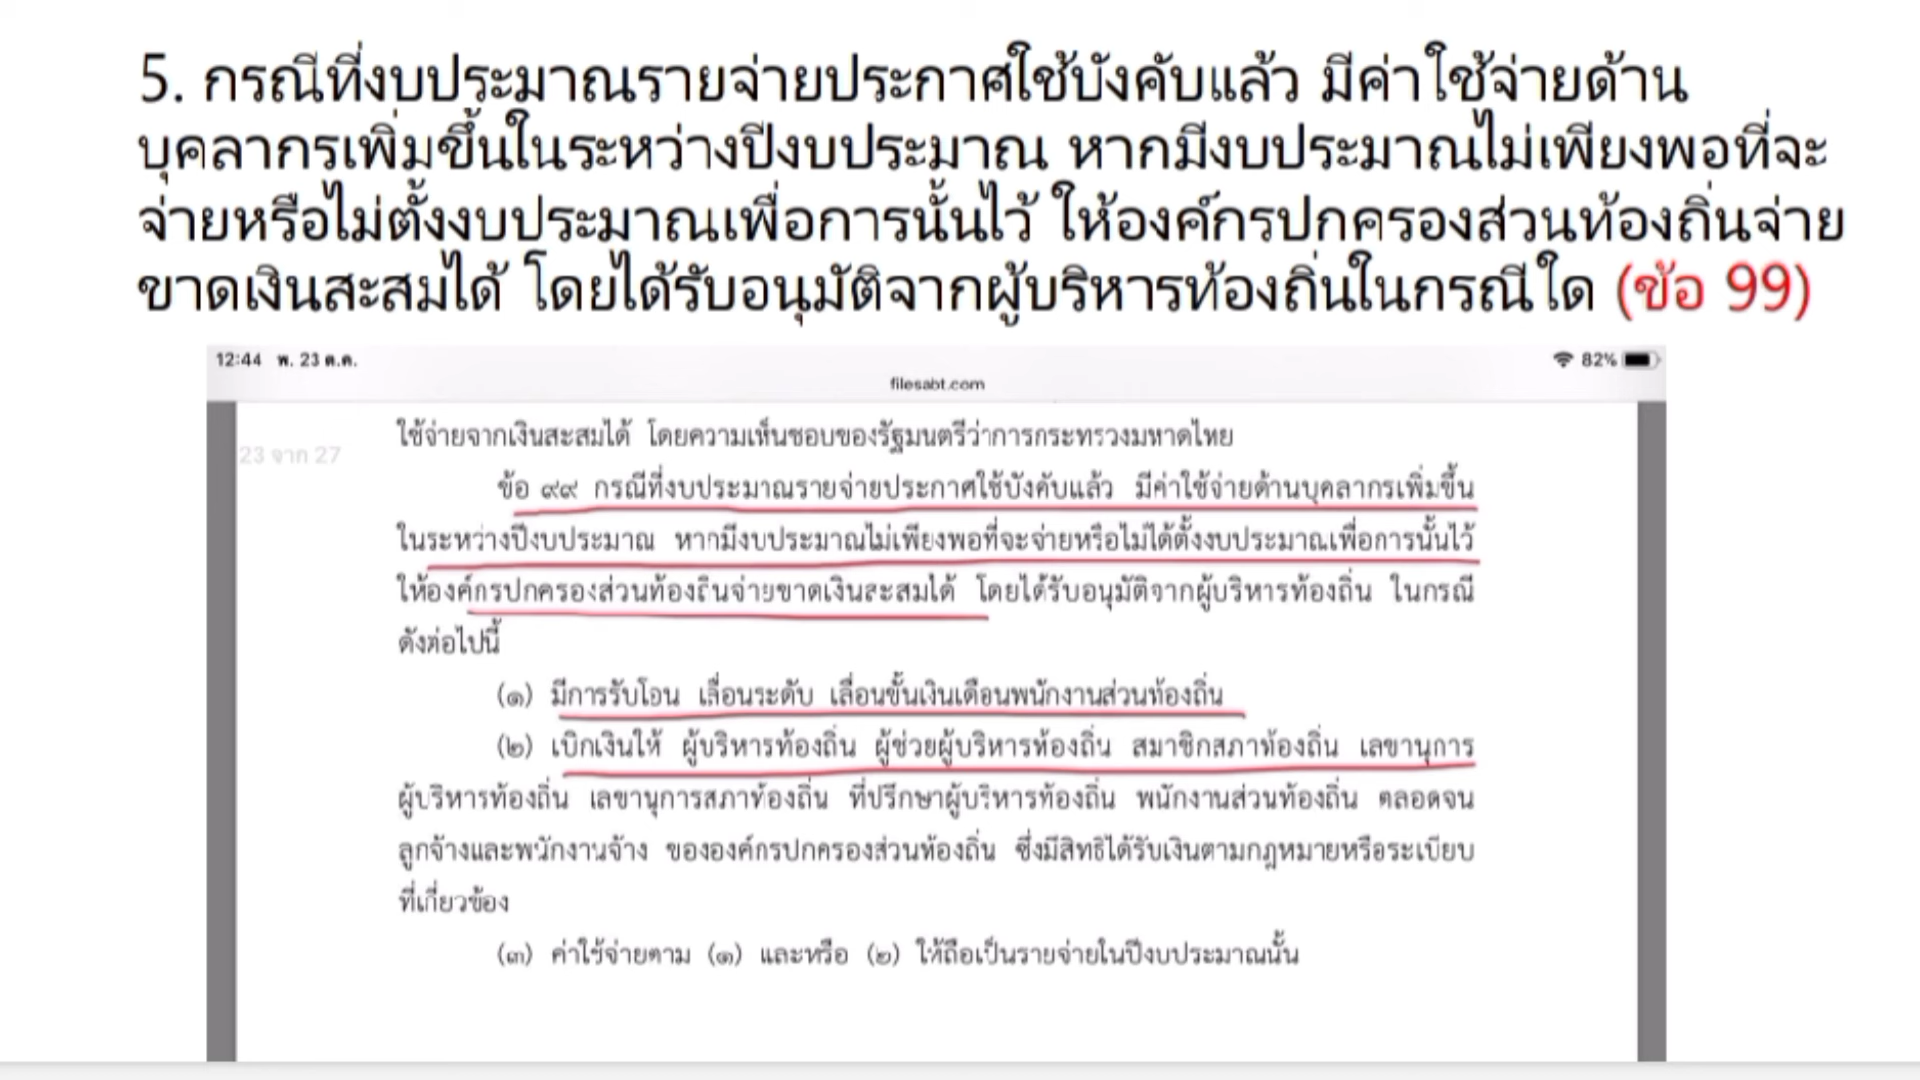 5. กรณีที่งบประมาณรายจ่ายประกาศใช้บังคับแล้ว มีค่าใช้จ่ายด้าน
บุคลากรเพิ่มขึ้นในระหว่างปีงบประมาณ หากมีงบประมาณไม่เพียงพอที่จะ
จ่ายหรือไม่ตั้งงบประมาณเพื่อการนั้นไว้ ให้องค์กรปกครองส่วนท้องถิ่นจ่าย
ขาดเงินสะสมได้ โดยได้รับอนุมัติจากผู้บริหารท้องถิ่นในกรณีใด (ข้อ 99)
12:44 พ. 23 ต.ค. 82%
filesabt.com
ใช้จ่ายจากเงินสะสมได้ โดยความเห็นชอบของรัฐมนตรีว่าการกระทรวงมหาดไทย
23 จาก 27
ข้อ ๙๙ กรณีที่งบประมาณรายจ่ายประกาศใช้บังคับแล้ว มีค่าใช้จ่ายด้านบุคลากรเพิ่มขึ้น
ในระหว่างปีงบประมาณ หากมีงบประมาณไม่เพียงพอที่จะจ่ายหรือไม่ได้ตั้งงบประมาณเพื่อการนั้นไว้
ให้องค์กรปกครองส่วนท้องถิ่นจ่ายขาดเงินสะสมได้ โดยได้รับอนุมัติจากผู้บริหารท้องถิ่น ในกรณี
ดังต่อไปนี้
(๑) มีการรับโอน เลื่อนระดับ เลื่อนขั้นเงินเดือนพนักงานส่วนท้องถิ่น
(๒) เบิกเงินให้ ผู้บริหารท้องถิ่น ผู้ช่วยผู้บริหารท้องถิ่น สมาชิกสภาท้องถิ่น เลขานุการ
ผู้บริหารท้องถิ่น เลขานุการสภาท้องถิ่น ที่ปรึกษาผู้บริหารท้องถิ่น พนักงานส่วนท้องถิ่น ตลอดจน
ลูกจ้างและพนักงานจ้าง ขององค์กรปกครองส่วนท้องถิ่น ซึ่งมีสิทธิได้รับเงินตามกฎหมายหรือระเบียบ
ที่เกี่ยวข้อง
(๓) ค่าใช้จ่ายตาม (๑) และหรือ (๒) ให้ถือเป็นรายจ่ายในปีงบประมาณนั้น